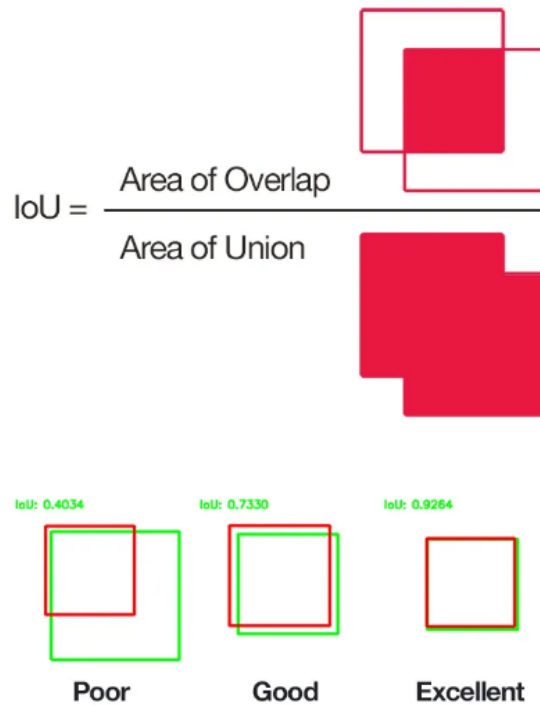 Area of Overlap
IoU =
Area of Union
IoU: 0.4034
IoU: 0.7330
IoU: 0.9264
Poor
Good
Excellent